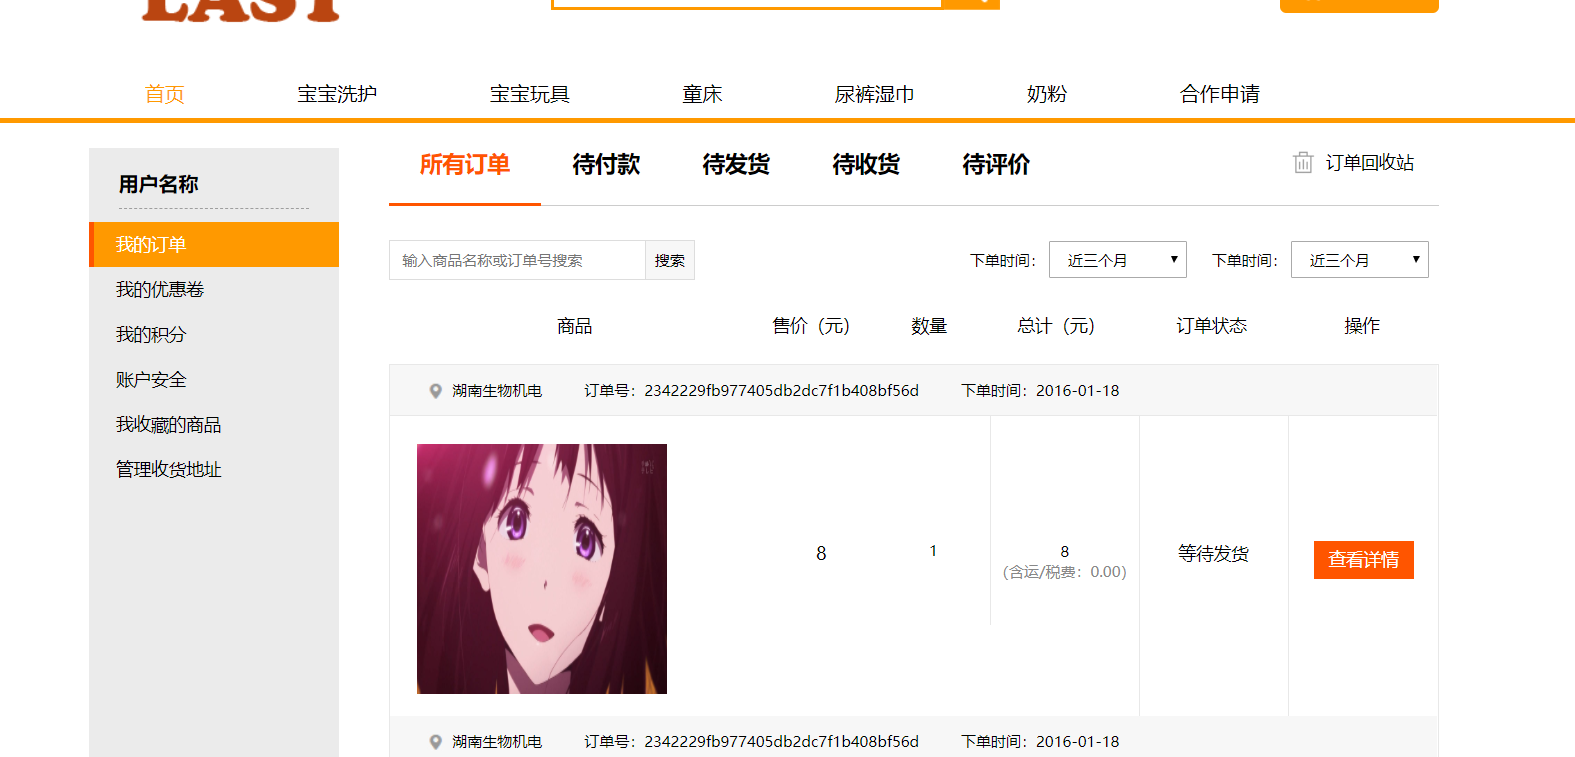 EAST
首页 宝宝洗护 宝宝玩具 童床 尿裤湿巾 奶粉 合作申请
用户名称
我的订单
我的优惠卷
我的积分
账户安全
我收藏的商品
管理收货地址
所有订单 待付款 待发货 待收货 待评价 订单回收站
输入商品名称或订单号搜索 搜索 下单时间： 近三个月 下单时间： 近三个月
商品 售价（元） 数量 总计（元） 订单状态 操作
湖南生物机电 订单号：2342229fb977405db2dc7f1b408bf56d 下单时间：2016-01-18
8 1 8 等待发货 查看详情
(含运/税费：0.00)
湖南生物机电 订单号：2342229fb977405db2dc7f1b408bf56d 下单时间：2016-01-18